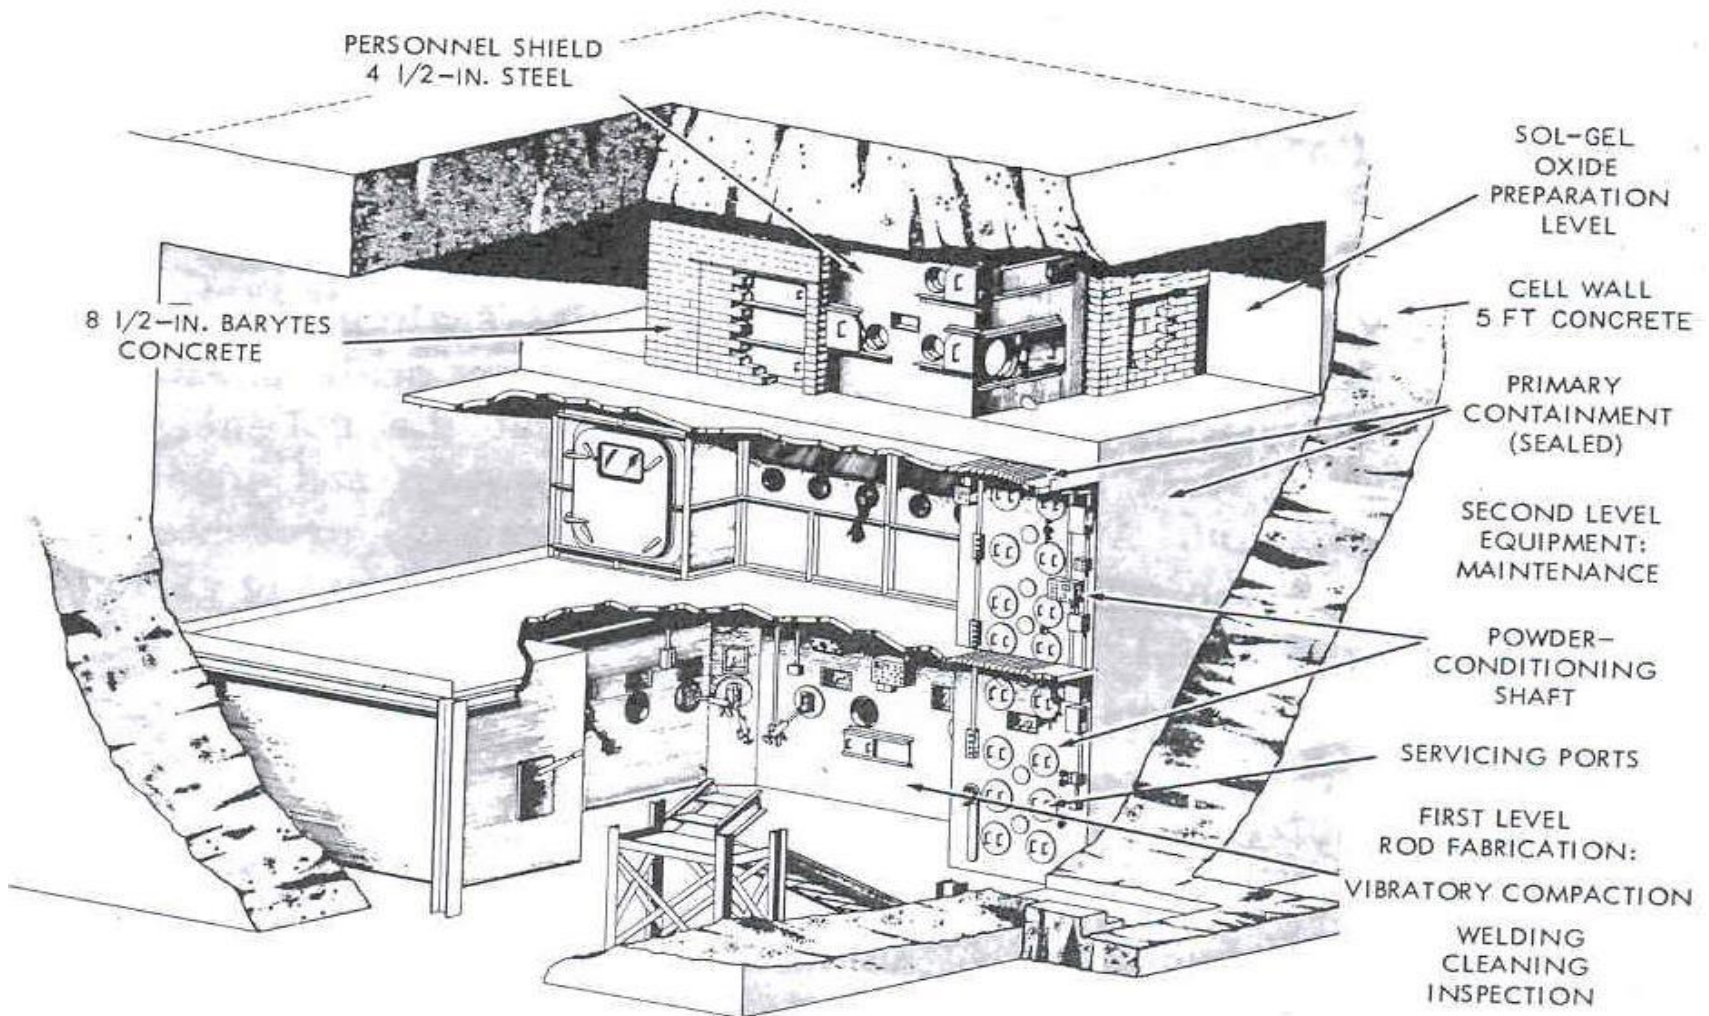 PERSONNEL SHIELD
4 1/2-IN. STEEL
8 1/2-IN. BARYTES
CONCRETE
SOL-GEL
OXIDE
PREPARATION
LEVEL
CELL WALL
5 FT CONCRETE
PRIMARY
CONTAINMENT
(SEALED)
SECOND LEVEL
EQUIPMENT:
MAINTENANCE
POWDER-
CONDITIONING
SHAFT
SERVICING PORTS
FIRST LEVEL
ROD FABRICATION:
VIBRATORY COMPACTION
WELDING
CLEANING
INSPECTION